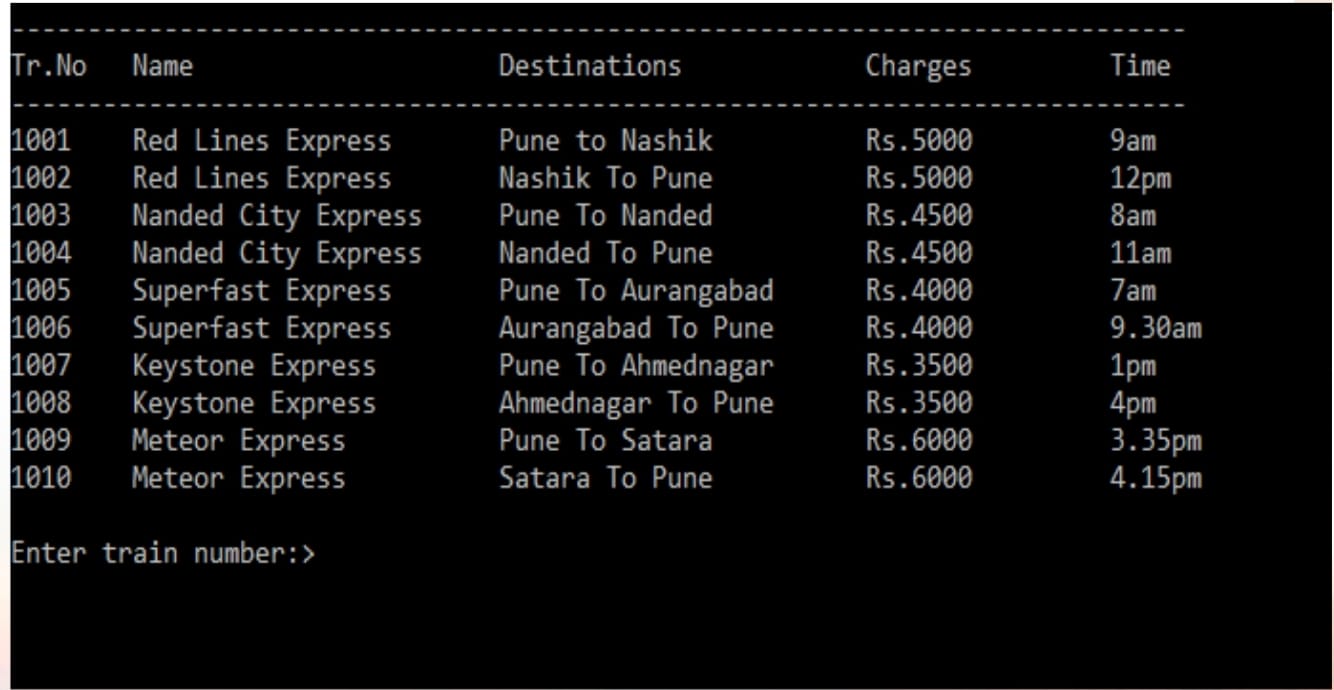 --------------------------------------------------------------------------------
Tr.No   Name                    Destinations            Charges         Time
--------------------------------------------------------------------------------
1001    Red Lines Express       Pune to Nashik          Rs.5000         9am
1002    Red Lines Express       Nashik To Pune          Rs.5000         12pm
1003    Nanded City Express     Pune To Nanded          Rs.4500         8am
1004    Nanded City Express     Nanded To Pune          Rs.4500         11am
1005    Superfast Express       Pune To Aurangabad      Rs.4000         7am
1006    Superfast Express       Aurangabad To Pune      Rs.4000         9.30am
1007    Keystone Express        Pune To Ahmednagar      Rs.3500         1pm
1008    Keystone Express        Ahmednagar To Pune      Rs.3500         4pm
1009    Meteor Express          Pune To Satara          Rs.6000         3.35pm
1010    Meteor Express          Satara To Pune          Rs.6000         4.15pm
Enter train number:>